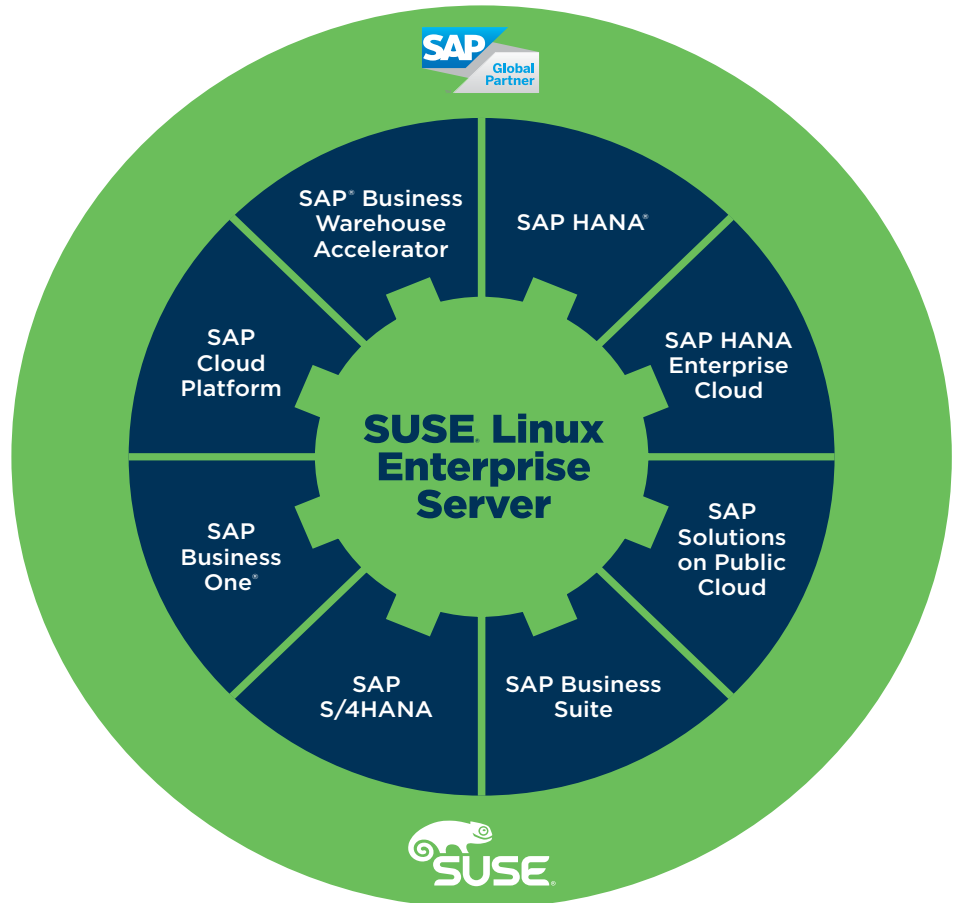 SAP
Global
Partner
SAP® Business
Warehouse
Accelerator
SAP HANA®
SAP
Cloud
Platform
SAP HANA
Enterprise
Cloud
SUSE® Linux
Enterprise
Server
SAP
Business
One®
SAP
Solutions
on Public
Cloud
SAP
S/4HANA
SAP Business
Suite
SUSE®